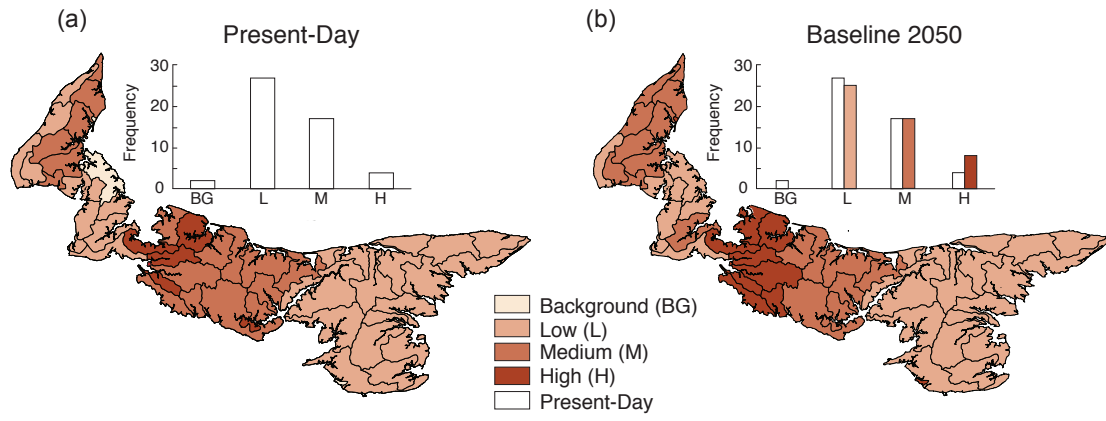 (a)
Present-Day
30
20
10
0
Frequency
BG L M H
(b)
Baseline 2050
30
20
10
0
Frequency
BG L M H
Background (BG)
Low (L)
Medium (M)
High (H)
Present-Day